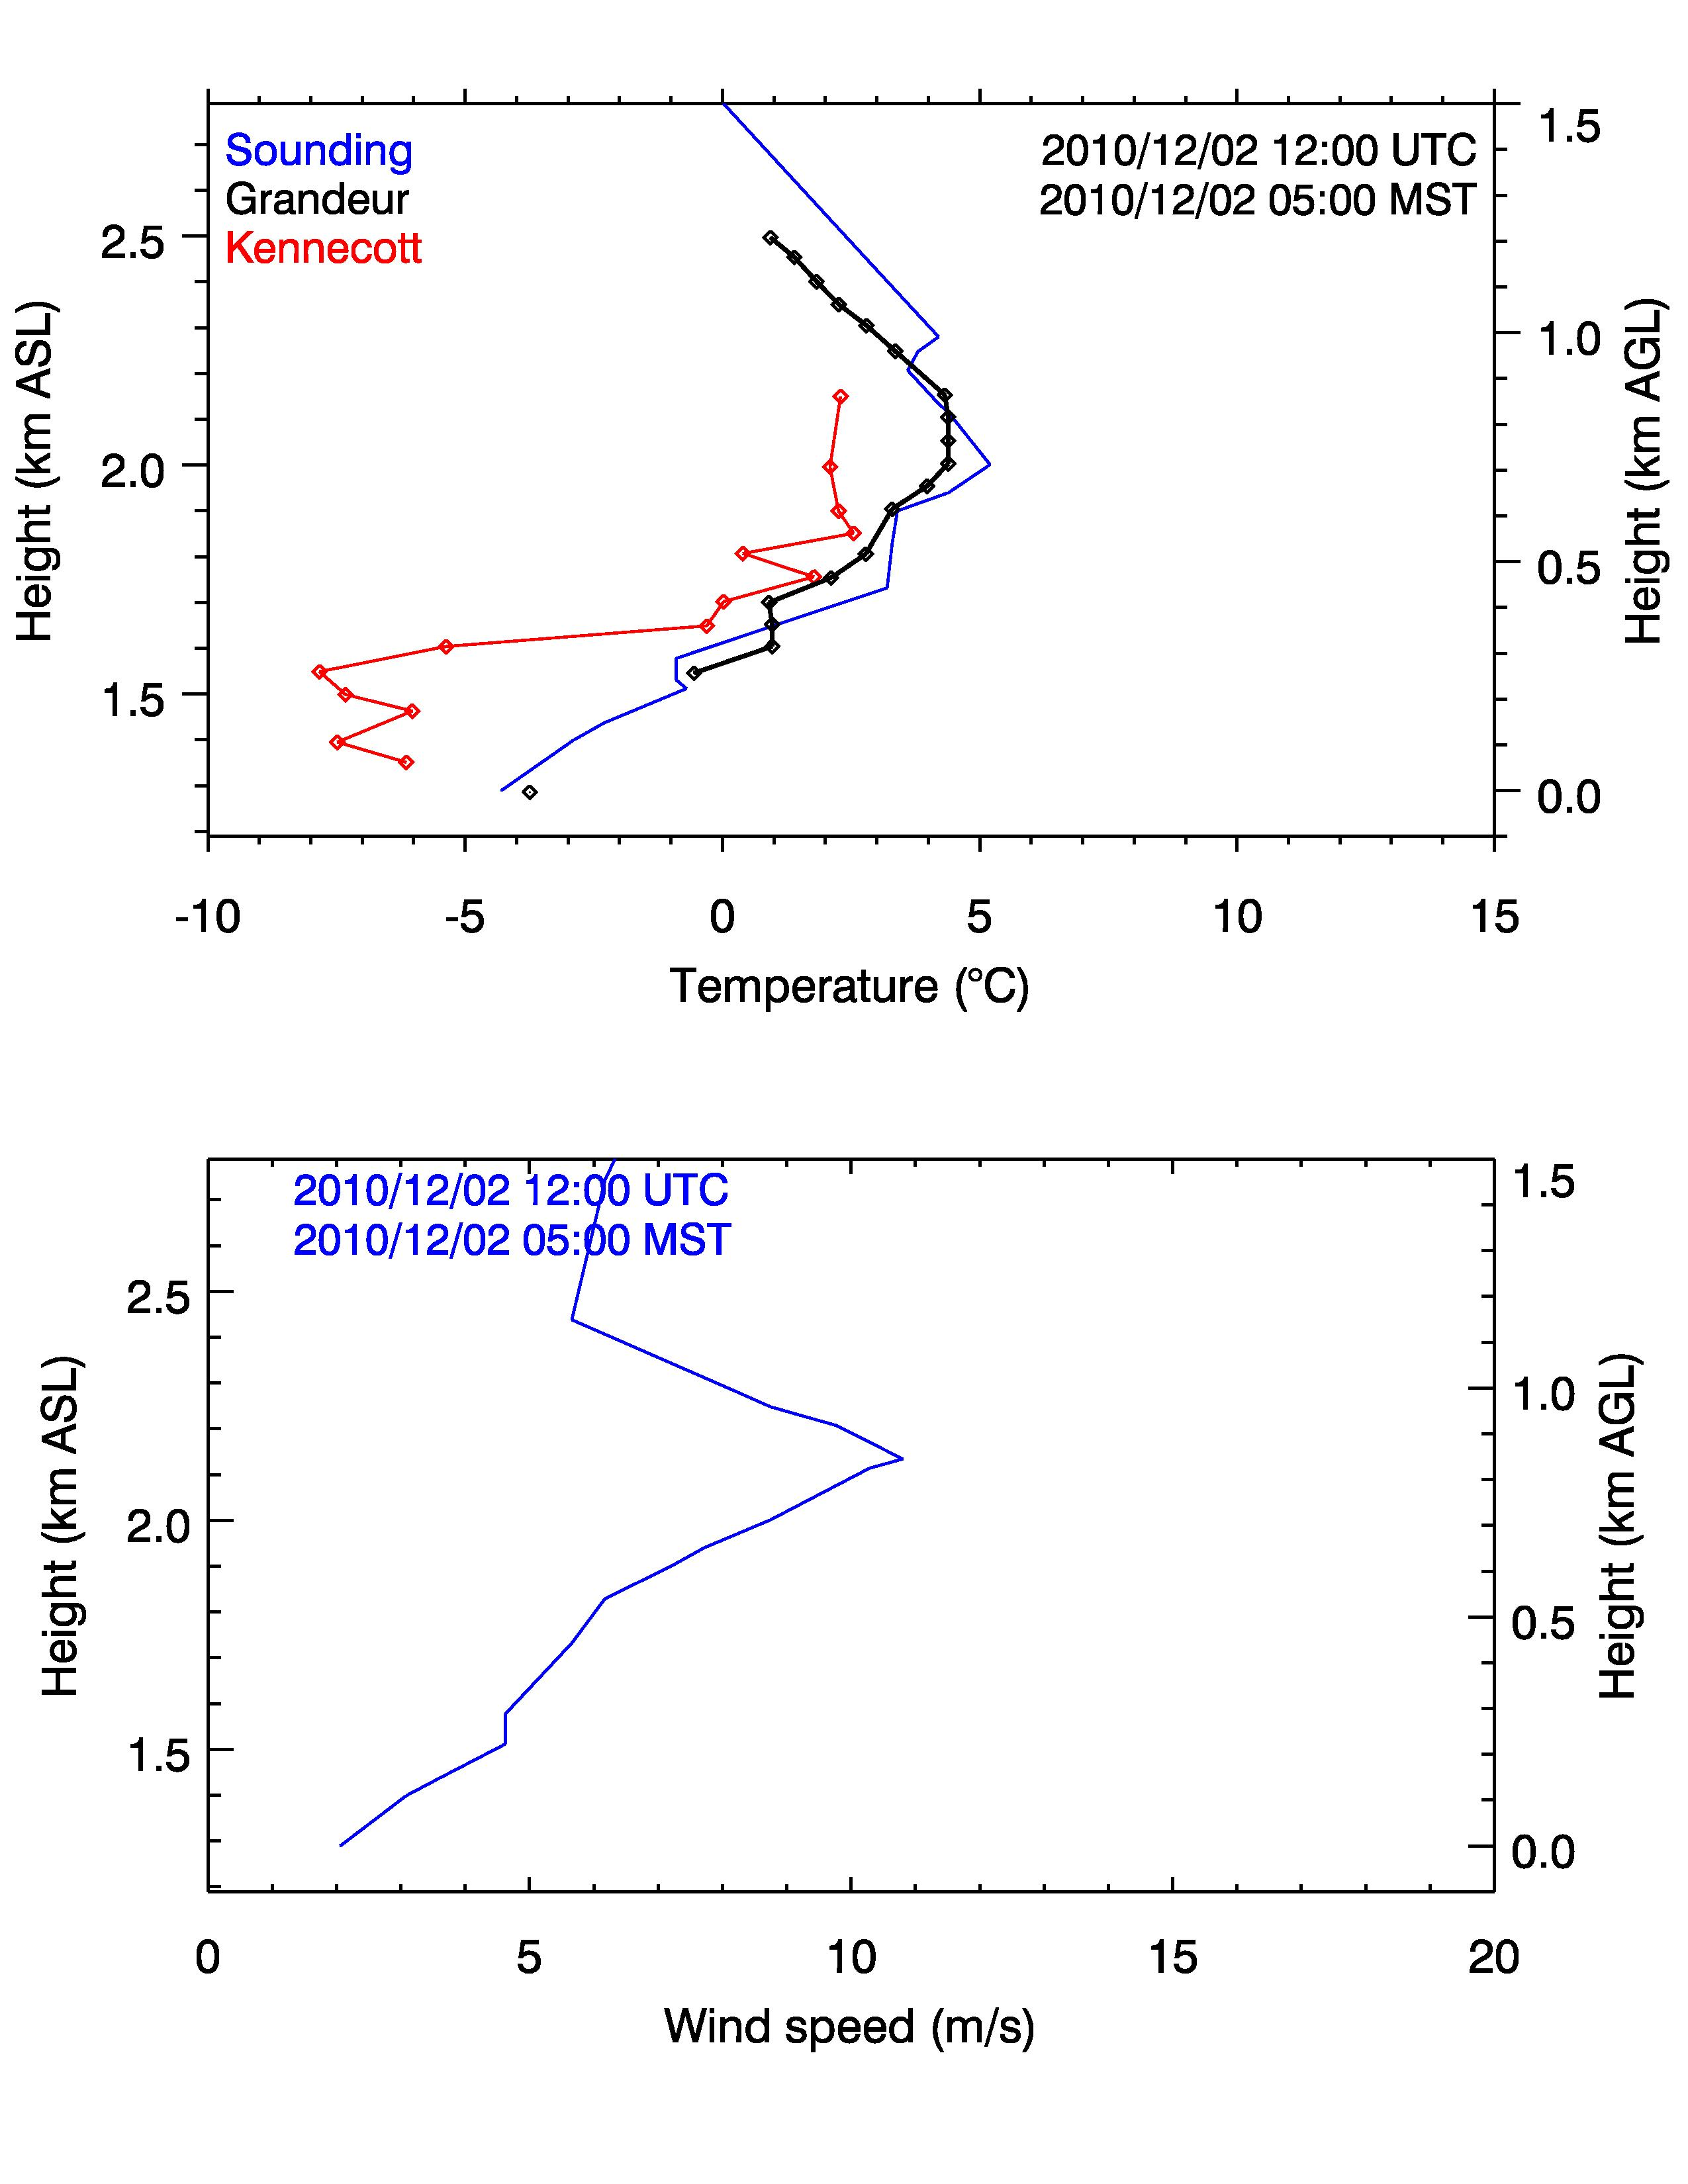 Sounding
Grandeur
Kennecott
2010/12/02 12:00 UTC
2010/12/02 05:00 MST
Height (km ASL)
2.5
2.0
1.5
Height (km AGL)
1.5
1.0
0.5
0.0
-10 -5 0 5 10 15
Temperature (°C)
2010/12/02 12:00 UTC
2010/12/02 05:00 MST
Height (km ASL)
2.5
2.0
1.5
Height (km AGL)
1.5
1.0
0.5
0.0
0 5 10 15 20
Wind speed (m/s)